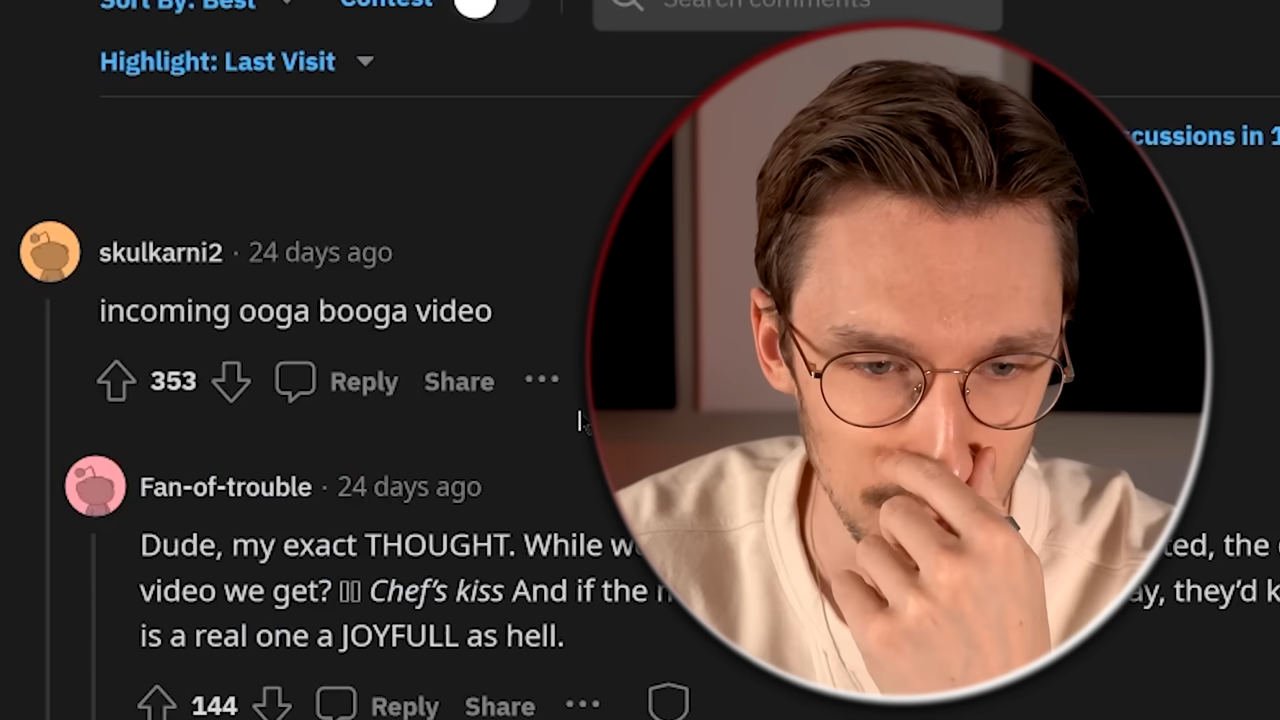 Sort By: Best
Contest
Search comments
Highlight: Last Visit
cussions in 1
skulkarni2 · 24 days ago
incoming ooga booga video
353 Reply Share ···
Fan-of-trouble · 24 days ago
Dude, my exact THOUGHT. While w ted, the
video we get? Chef's kiss And if the ay, they'd k
is a real one a JOYFULL as hell.
144 Reply Share ···